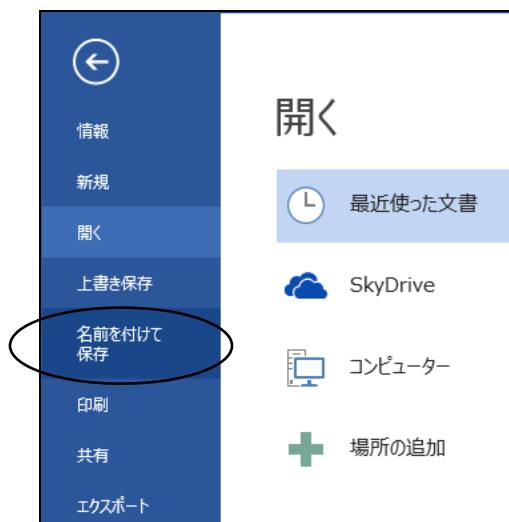 情報
新規
開く
上書き保存
名前を付けて
保存
印刷
共有
エクスポート
開く
最近使った文書
SkyDrive
コンピューター
場所の追加